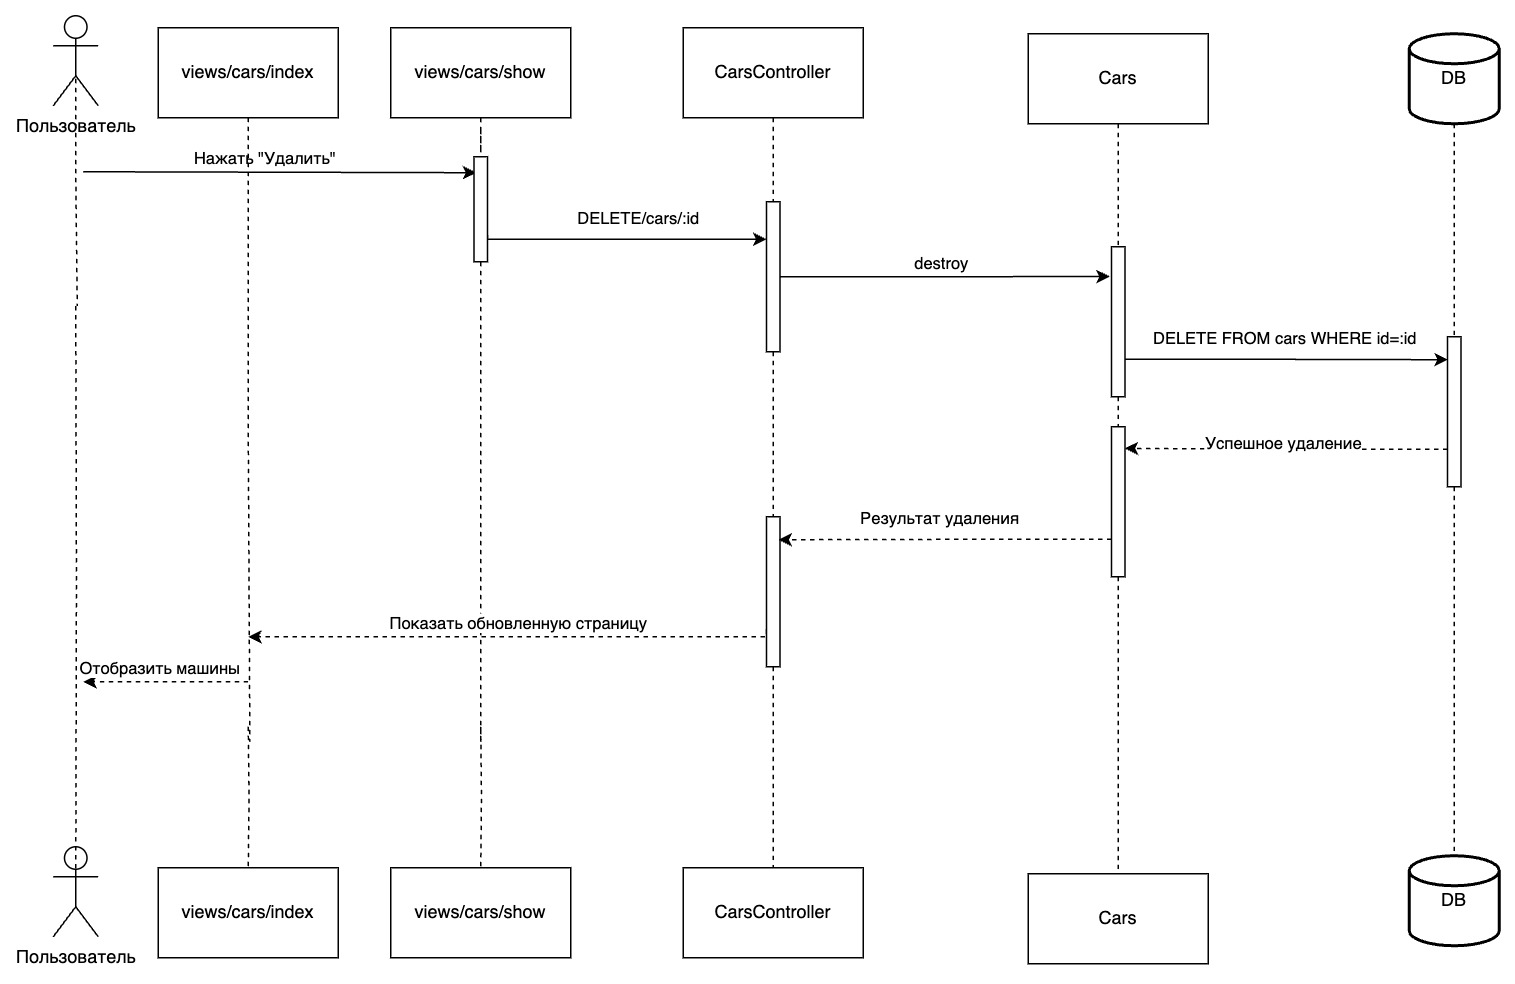 views/cars/index
views/cars/show
CarsController
Cars
DB
Пользователь
Нажать "Удалить"
DELETE/cars/:id
destroy
DELETE FROM cars WHERE id=:id
Успешное удаление
Результат удаления
Показать обновленную страницу
Отобразить машины
views/cars/index
views/cars/show
CarsController
Cars
DB
Пользователь